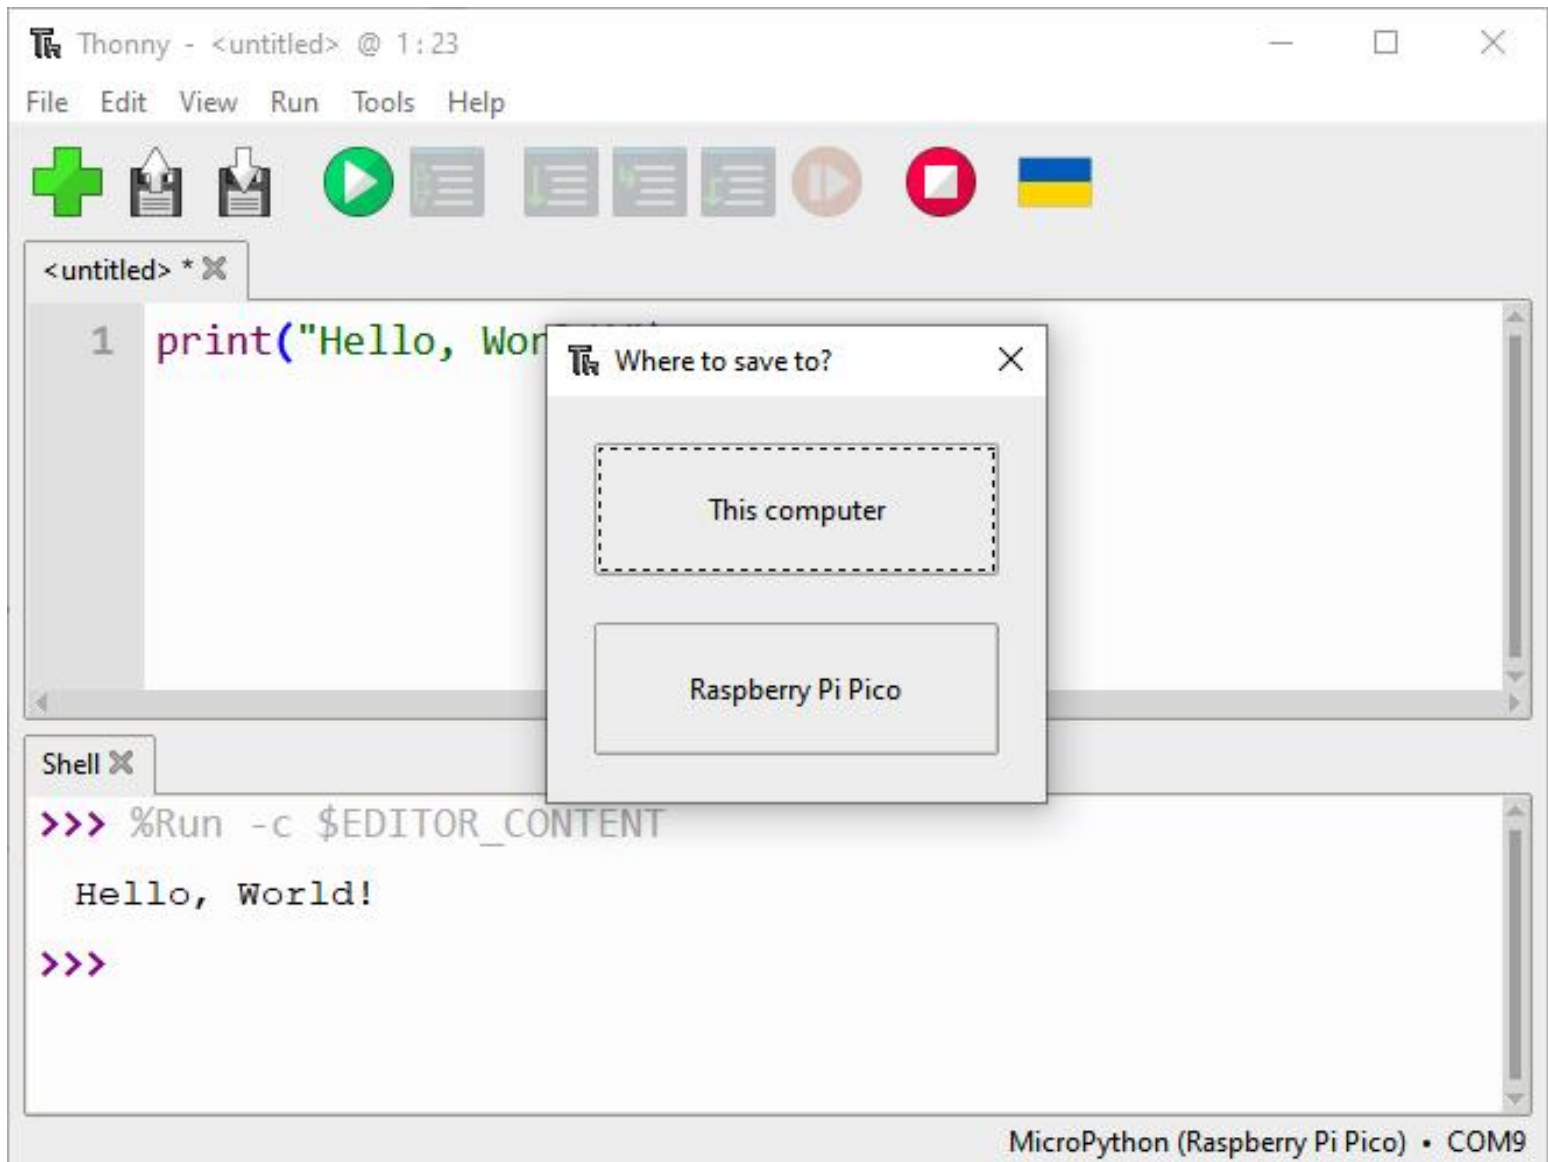 Thonny - <untitled> @ 1:23
File Edit View Run Tools Help
<untitled> *
1 print("Hello, Wor
Where to save to?
This computer
Raspberry Pi Pico
Shell
>>> %Run -c $EDITOR_CONTENT
Hello, World!
>>>
MicroPython (Raspberry Pi Pico) • COM9